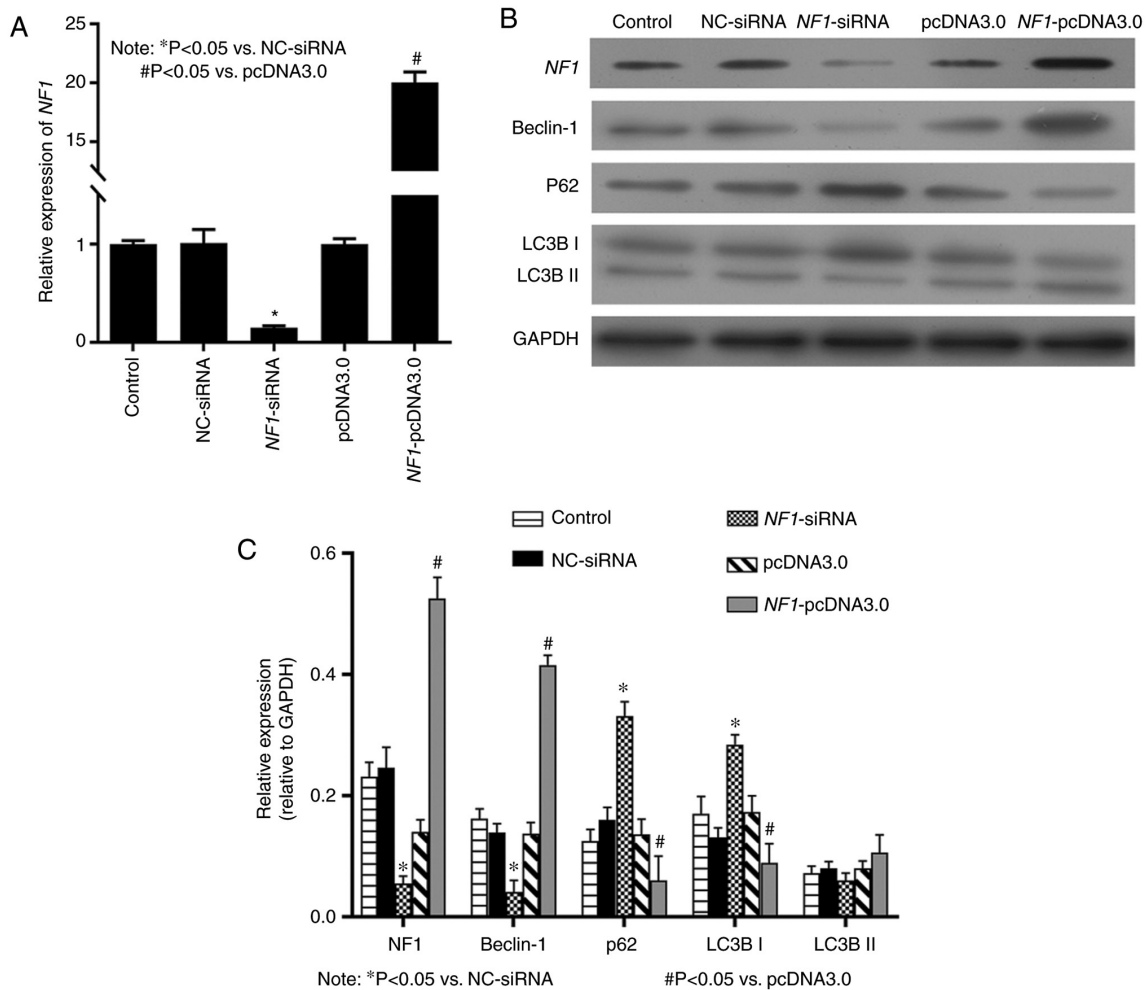 A
Relative expression of NF1
25
20
15
1
0
Note: *P<0.05 vs. NC-siRNA
#P<0.05 vs. pcDNA3.0
*
#
Control
NC-siRNA
NF1-siRNA
pcDNA3.0
NF1-pcDNA3.0
B
Control NC-siRNA NF1-siRNA pcDNA3.0 NF1-pcDNA3.0
NF1
Beclin-1
P62
LC3B I
LC3B II
GAPDH
C
Control
NC-siRNA
NF1-siRNA
pcDNA3.0
NF1-pcDNA3.0
Relative expression
(relative to GAPDH)
0.6
0.4
0.2
0.0
* # * # * # * #
NF1 Beclin-1 p62 LC3B I LC3B II
Note: *P<0.05 vs. NC-siRNA #P<0.05 vs. pcDNA3.0